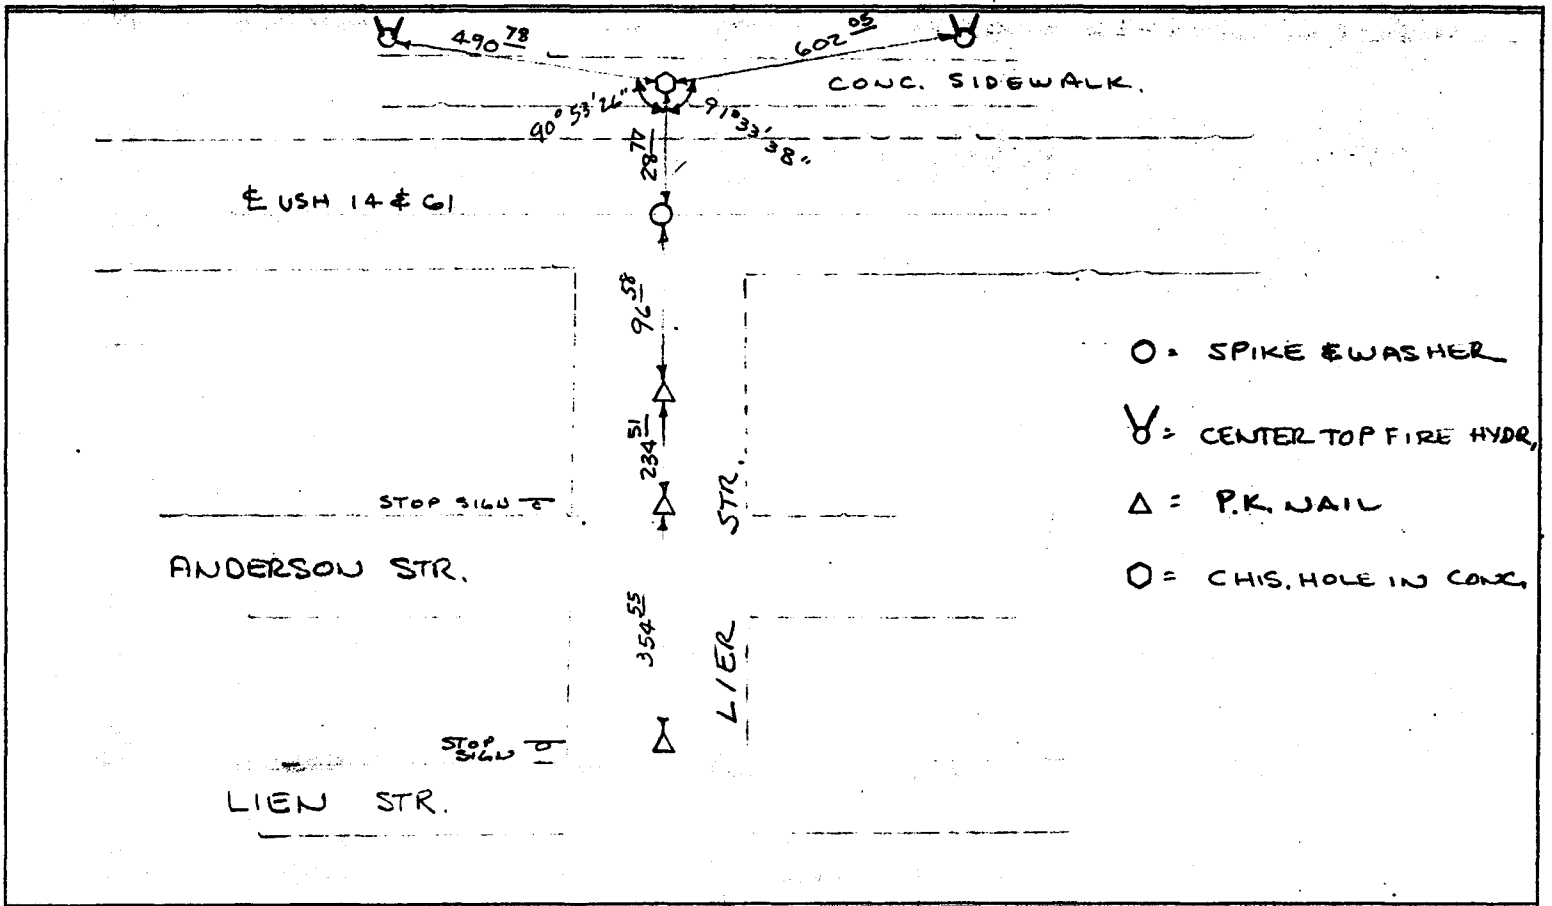 490 78
602 05
CONC. SIDEWALK.
90° 53' 26"
91° 33' 38"
28 74
℄ USH 14 & 61
96 58
SPIKE & WASHER
234 51
CENTER TOP FIRE HYDR,
STOP SIGN
STR.
= P.K. NAIL
ANDERSON STR.
= CHIS. HOLE IN CONC.
354 55
LIER
STOP
SIGN
LIEN STR.